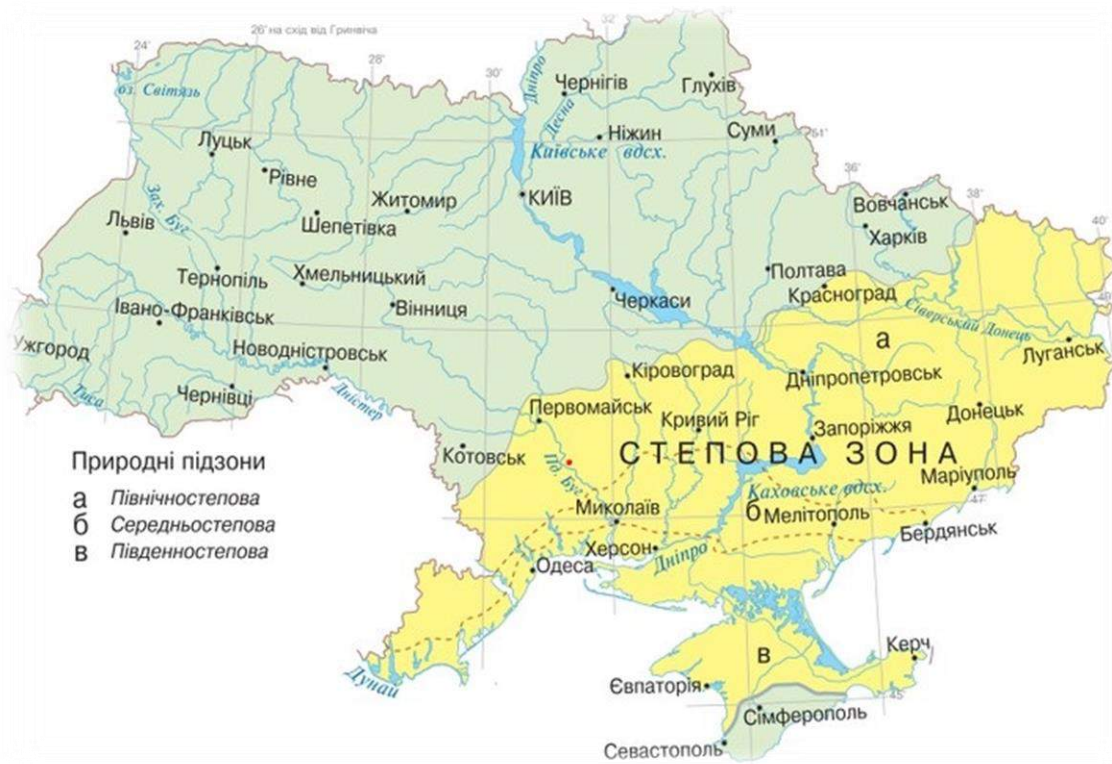 26° на схід від Гринвіча
24°
28
30
32
36
38°
40°
оз. Світязь
Дніпро
Чернігів
Глухів
Десна
Ніжин
Суми
51°
Київське вдсх.
Луцьк
Рівне
Житомир
КИЇВ
Зах. Буг
Шепетівка
Вовчанськ
Харків
Львів
Тернопіль
Хмельницький
Полтава
Красноград
Черкаси
Вінниця
Івано-Франківськ
Сіверський Донець
а
Луганськ
Ужгород
Новодністровськ
Кіровоград
Дніпропетровськ
Тиса
Чернівці
Дністер
Первомайськ
Кривий Ріг
Запоріжжя
Донецьк
Котовськ
СТЕПОВА ЗОНА
Природні підзони
Пд. Буг
Каховське вдсх.
Маріуполь
47
а Північностепова
б Середньостепова
в Південностепова
Миколаїв
б
Мелітополь
Бердянськ
Херсон
Дніпро
Одеса
Дунай
в
Керч
Євпаторія
45
Сімферополь
Севастополь